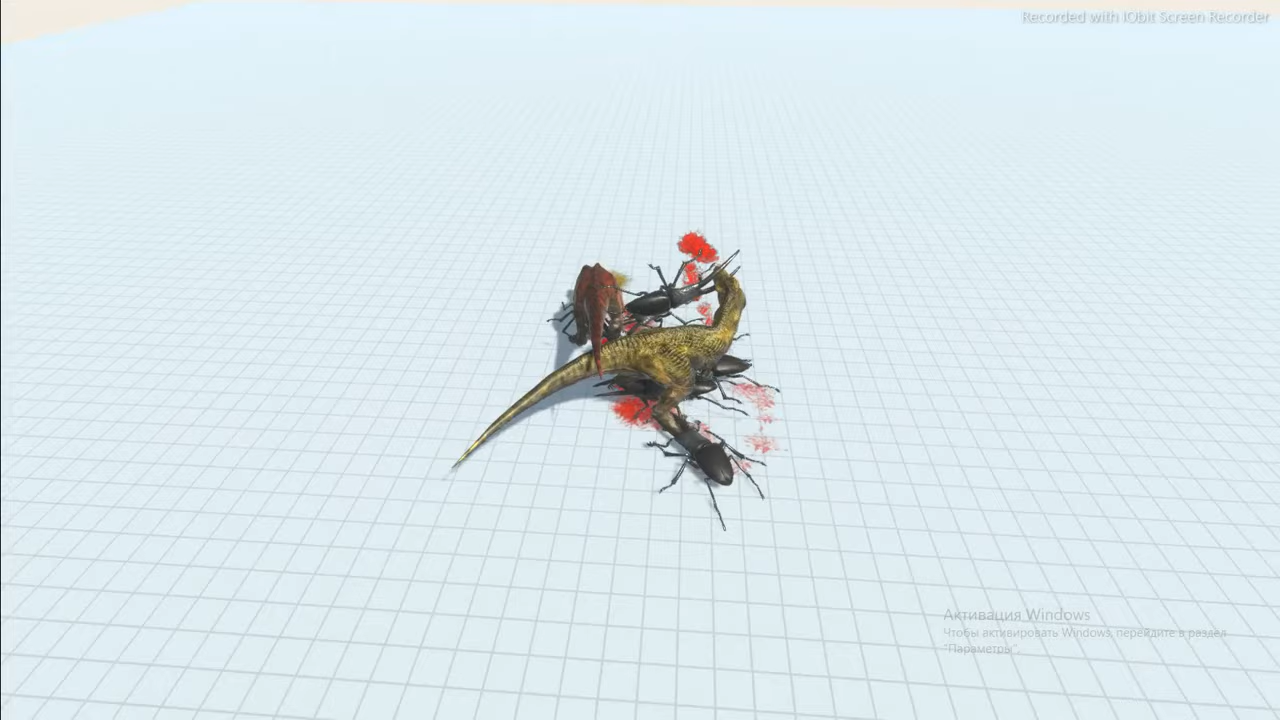 Recorded with IObit Screen Recorder
Активация Windows
Чтобы активировать Windows, перейдите в раздел
"Параметры".